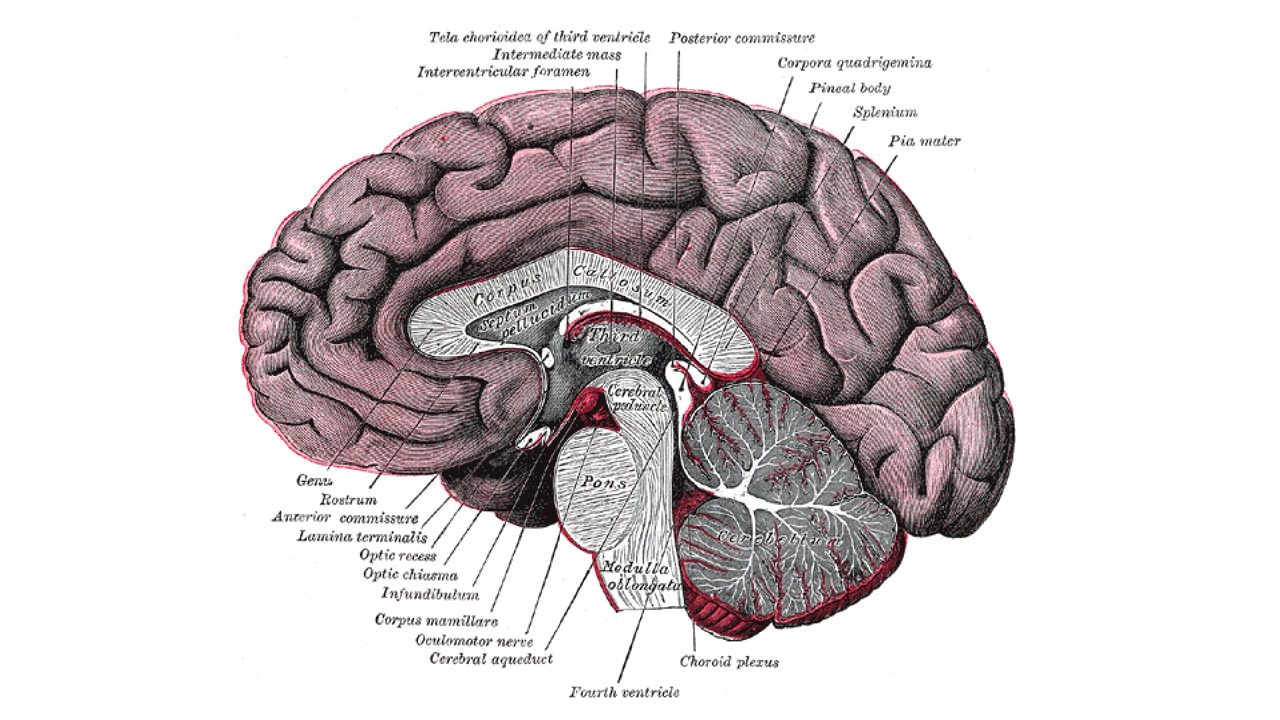 Tela chorioidea of third ventricle
Posterior commissure
Intermediate mass
Interventricular foramen
Corpora quadrigemina
Pineal body
Splenium
Pia mater
Corpus Callosum
Septum
pellucidum
Third
ventricle
Cerebral
peduncle
Pons
Cerebellum
Medulla
oblongata
Genu
Rostrum
Anterior commissure
Lamina terminalis
Optic recess
Optic chiasma
Infundibulum
Corpus mamillare
Oculomotor nerve
Cerebral aqueduct
Choroid plexus
Fourth ventricle